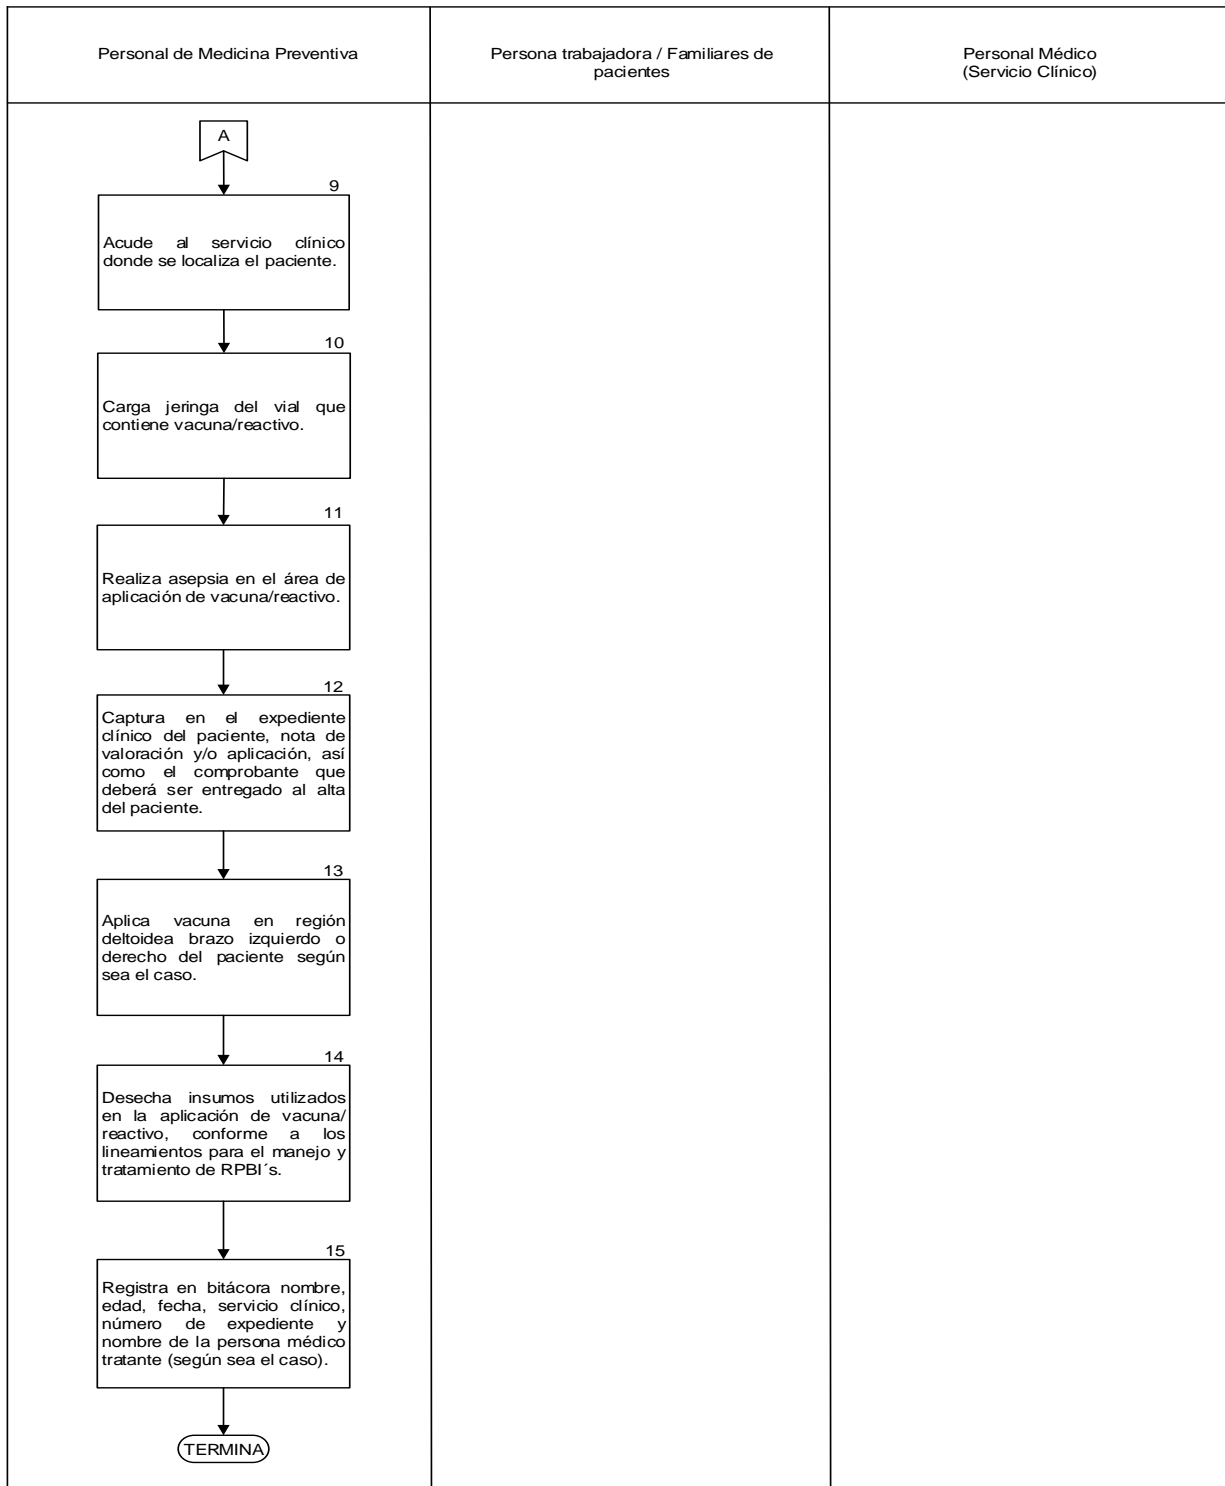 Personal de Medicina Preventiva
Persona trabajadora / Familiares de
pacientes
Personal Médico
(Servicio Clínico)
A
9
Acude al servicio clínico
donde se localiza el paciente.
10
Carga jeringa del vial que
contiene vacuna/reactivo.
11
Realiza asepsia en el área de
aplicación de vacuna/reactivo.
12
Captura en el expediente
clínico del paciente, nota de
valoración y/o aplicación, así
como el comprobante que
deberá ser entregado al alta
del paciente.
13
Aplica vacuna en región
deltoidea brazo izquierdo o
derecho del paciente según
sea el caso.
14
Desecha insumos utilizados
en la aplicación de vacuna/
reactivo, conforme a los
lineamientos para el manejo y
tratamiento de RPBI´s.
15
Registra en bitácora nombre,
edad, fecha, servicio clínico,
número de expediente y
nombre de la persona médico
tratante (según sea el caso).
TERMINA